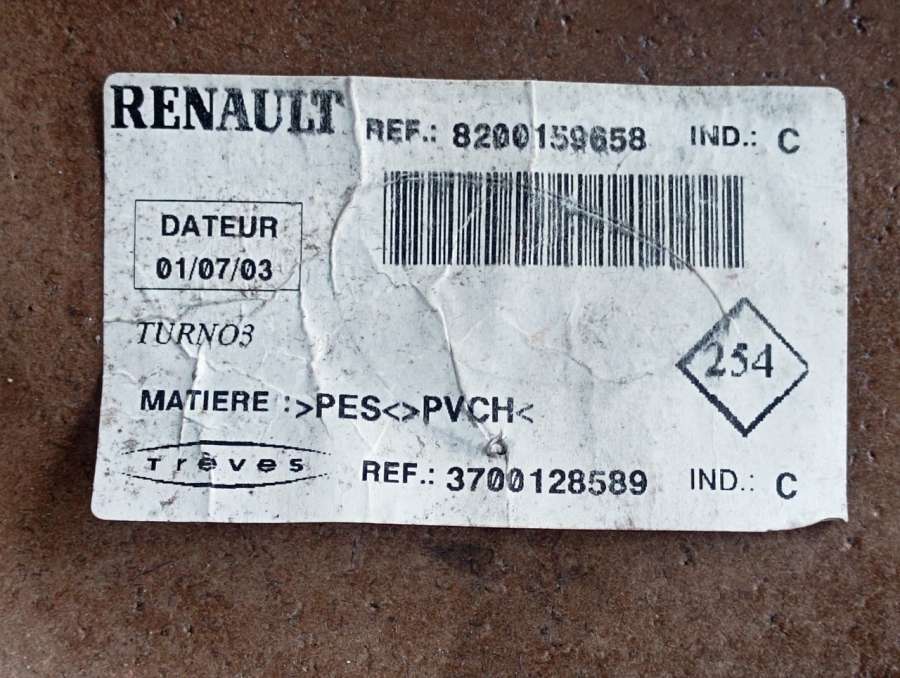 RENAULT
REF.: 8200159658 IND.: C
DATEUR
01/07/03
TURNO3
254
MATIERE :>PES<>PVCH<
Trèves
REF.: 3700128589 IND.: C